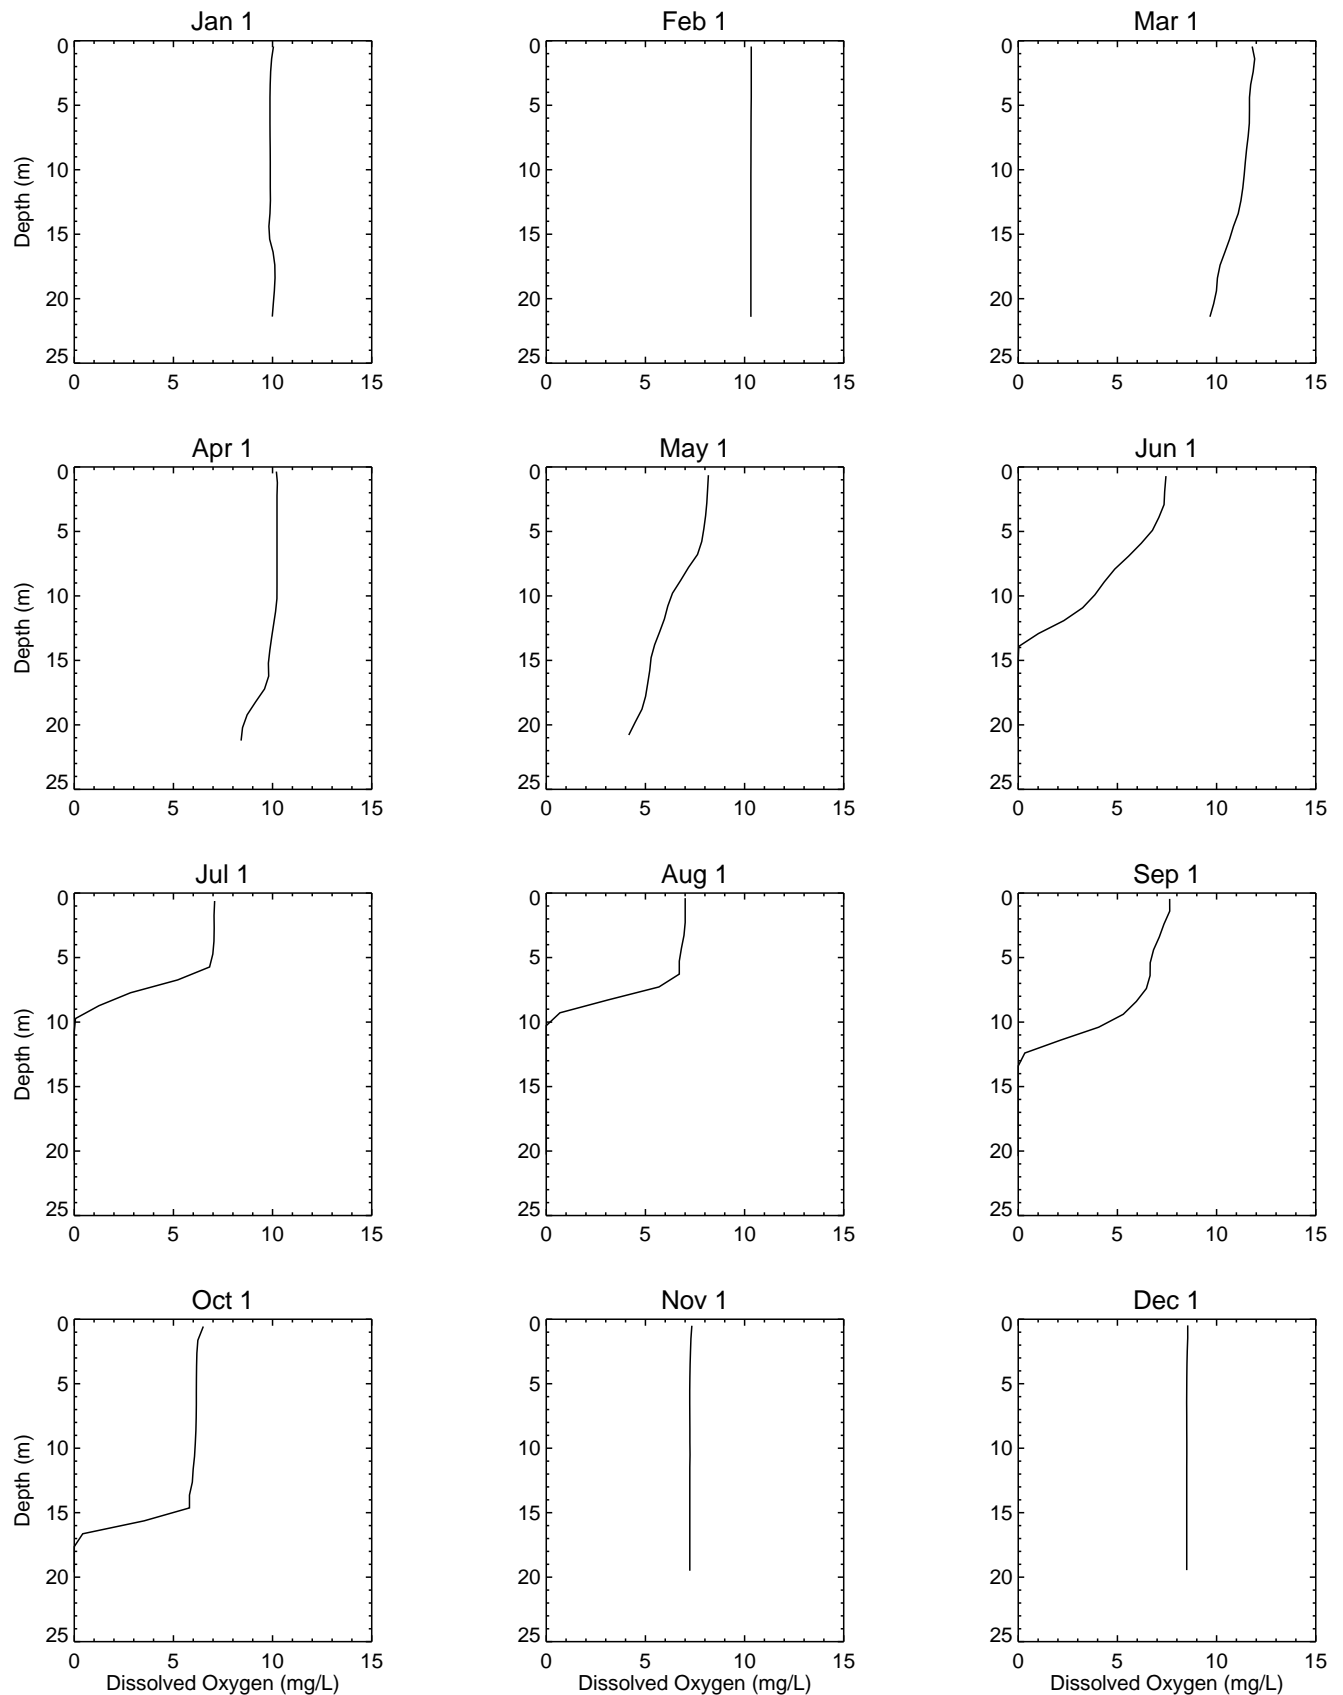 Jan 1 Feb 1 Mar 1
0 0 0
5 5 5
Depth (m) 10 10 10
15 15 15
20 20 20
25 25 25
0 5 10 15 0 5 10 15 0 5 10 15
Apr 1 May 1 Jun 1
0 0 0
5 5 5
Depth (m) 10 10 10
15 15 15
20 20 20
25 25 25
0 5 10 15 0 5 10 15 0 5 10 15
Jul 1 Aug 1 Sep 1
0 0 0
5 5 5
Depth (m) 10 10 10
15 15 15
20 20 20
25 25 25
0 5 10 15 0 5 10 15 0 5 10 15
Oct 1 Nov 1 Dec 1
0 0 0
5 5 5
Depth (m) 10 10 10
15 15 15
20 20 20
25 25 25
0 5 10 15 0 5 10 15 0 5 10 15
Dissolved Oxygen (mg/L) Dissolved Oxygen (mg/L) Dissolved Oxygen (mg/L)